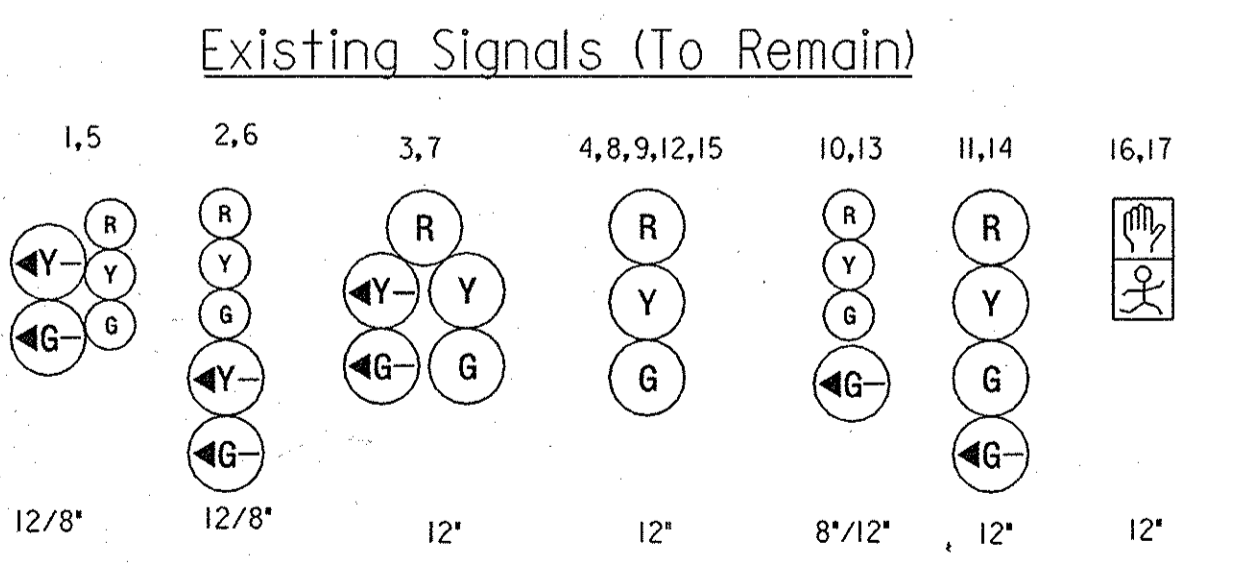 Existing Signals (To Remain)
1,5 2,6 3,7 4,8,9,12,15 10,13 11,14 16,17
R R R R R R
Y Y Y Y Y Y Y
G G G G
Y Y G G
G G G G G G
12/8" 12/8" 12" 12" 8"/12" 12" 12"